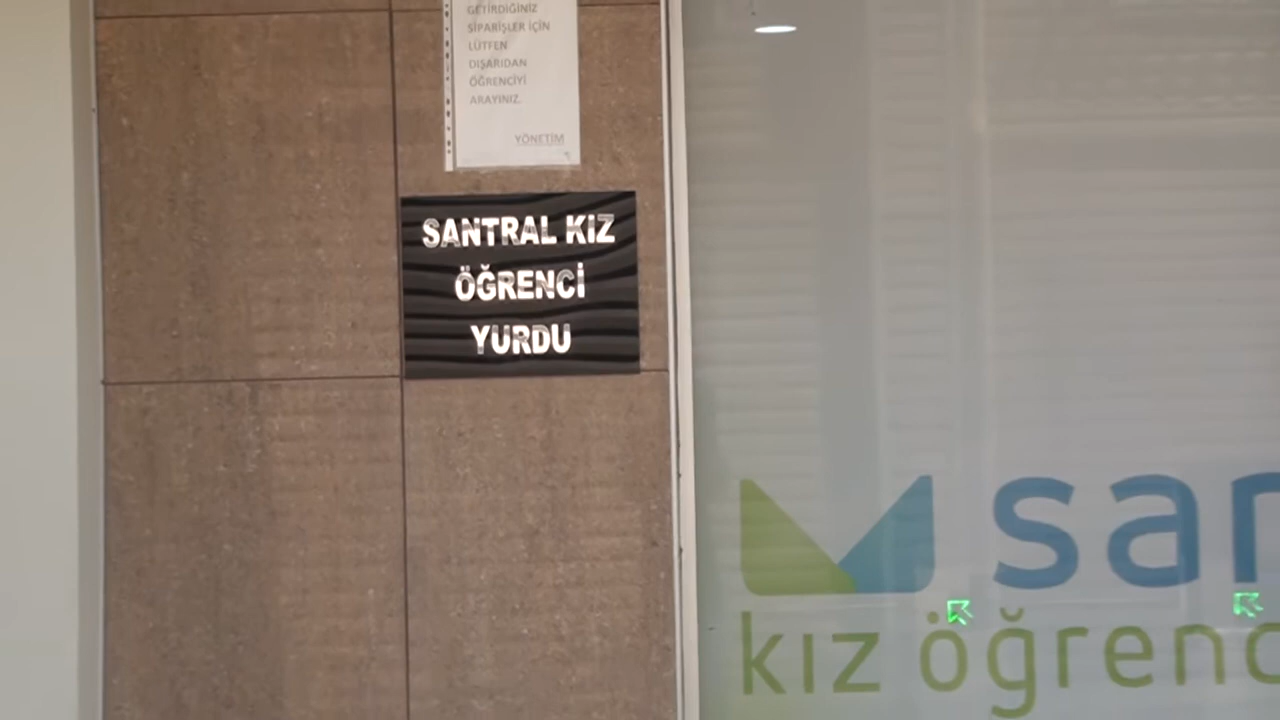 GETİRDİĞİNİZ
SİPARİŞLER İÇİN
LÜTFEN
DIŞARIDAN
ÖĞRENCİYİ
ARAYINIZ.
YÖNETİM
SANTRAL KIZ
ÖĞRENCİ
YURDU
san
kız öğrenc